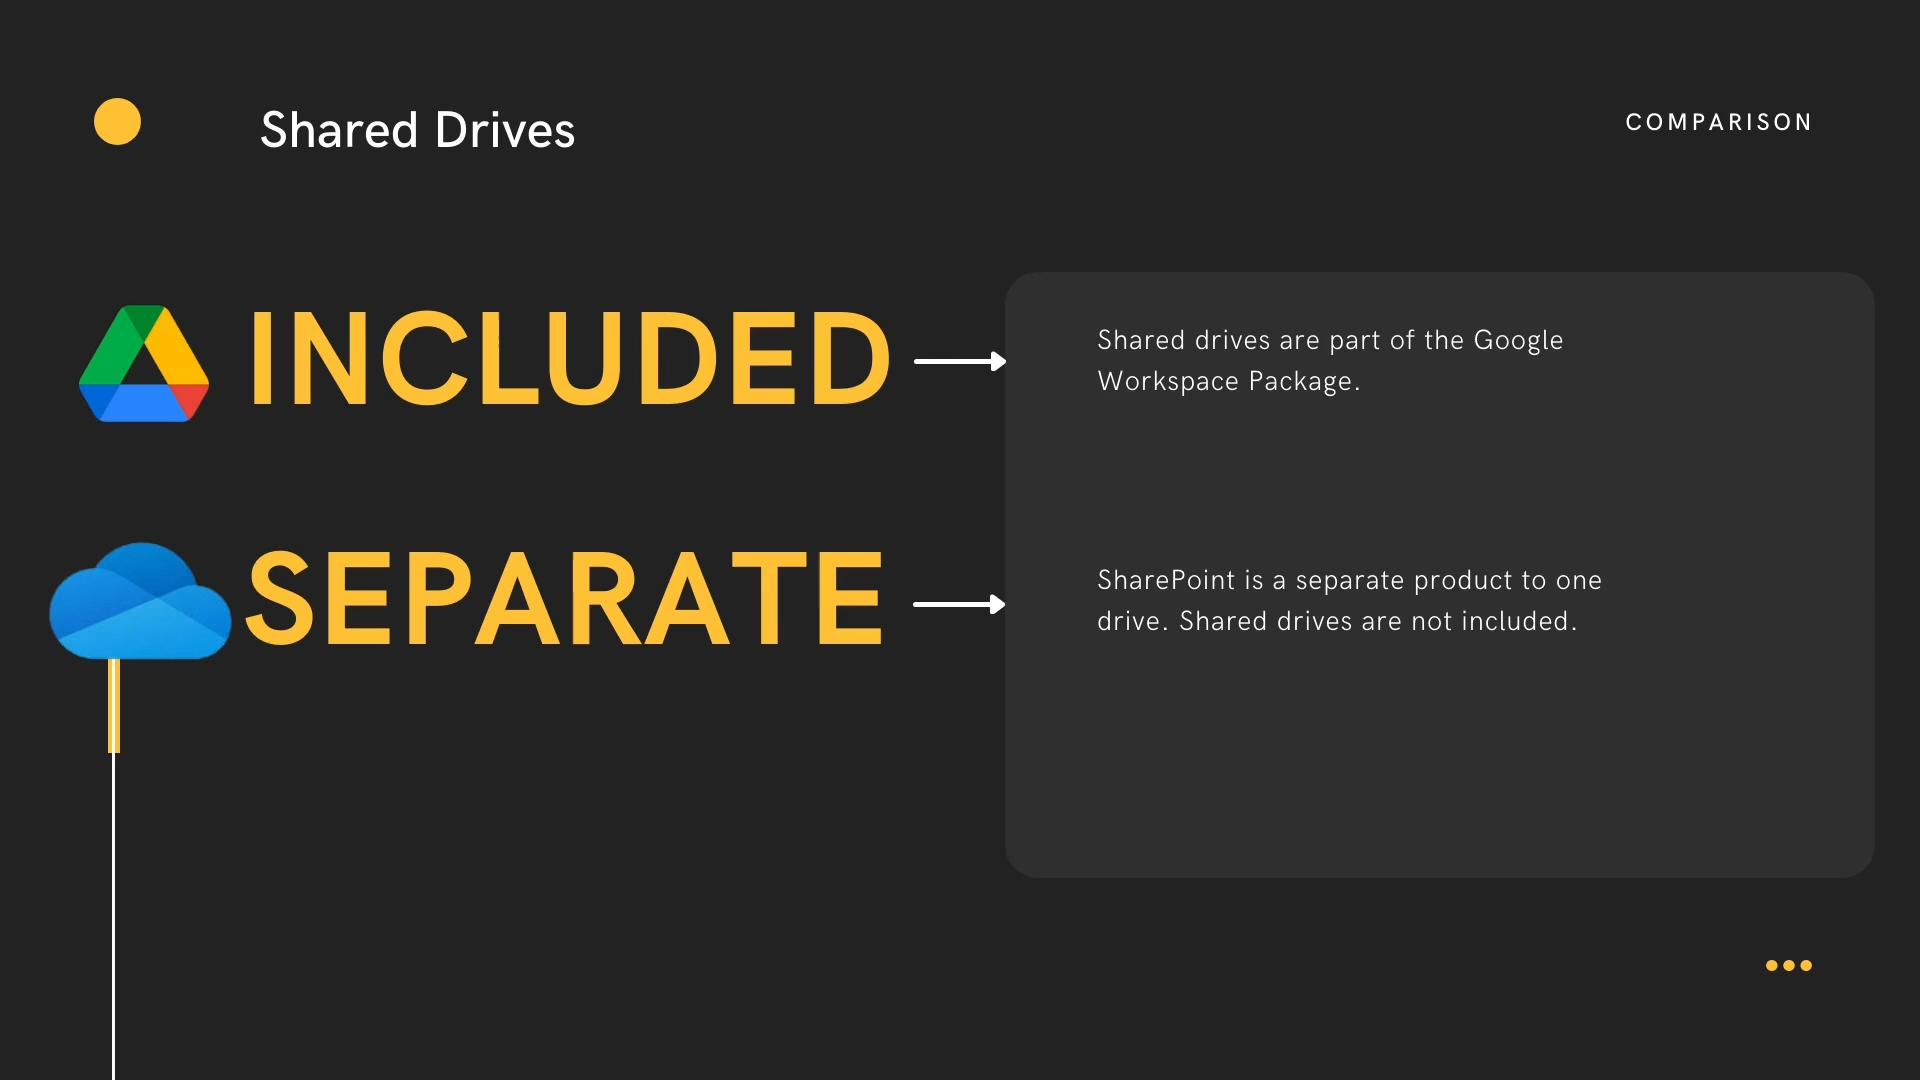 Shared Drives
COMPARISON
INCLUDED
Shared drives are part of the Google
Workspace Package.
SEPARATE
SharePoint is a separate product to one
drive. Shared drives are not included.